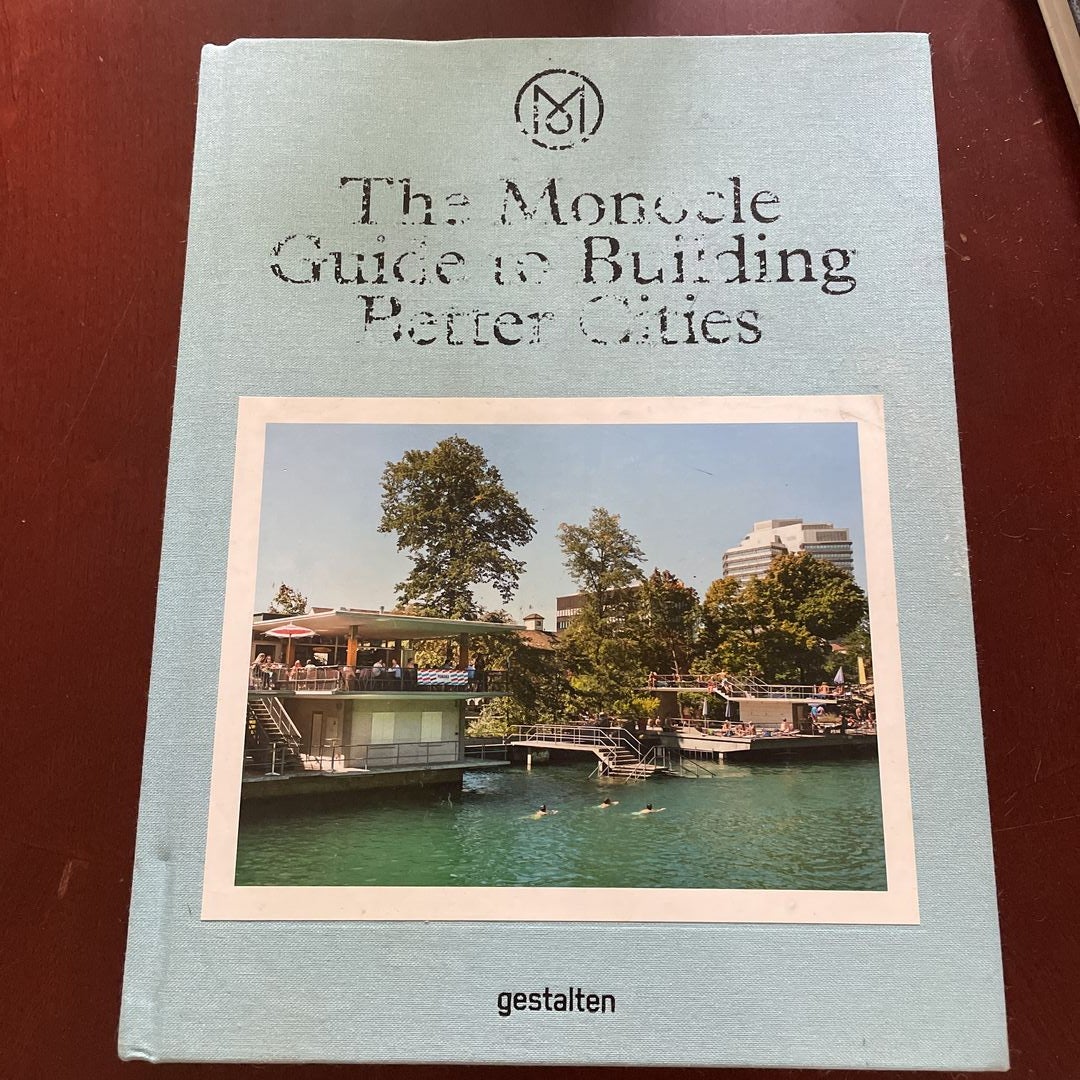 The Monocle
Guide to Building
Better Cities
gestalten